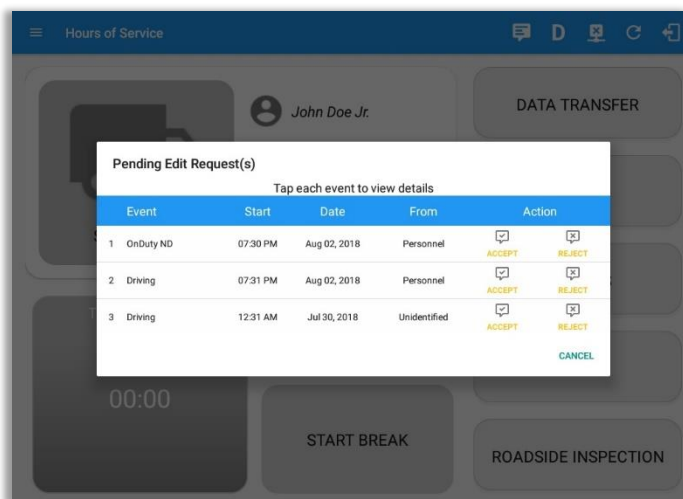 Hours of Service
D
John Doe Jr.
DATA TRANSFER
Pending Edit Request(s)
Tap each event to view details
Event Start Date From Action
1 OnDuty ND 07:30 PM Aug 02, 2018 Personnel ACCEPT REJECT
2 Driving 07:31 PM Aug 02, 2018 Personnel ACCEPT REJECT
3 Driving 12:31 AM Jul 30, 2018 Unidentified ACCEPT REJECT
CANCEL
00:00
START BREAK
ROADSIDE INSPECTION